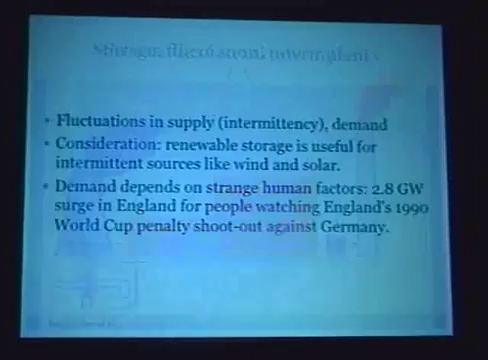 • Fluctuations in supply (intermittency), demand
• Consideration: renewable storage is useful for
intermittent sources like wind and solar.
• Demand depends on strange human factors: 2.8 GW
surge in England for people watching England's 1990
World Cup penalty shoot-out against Germany.